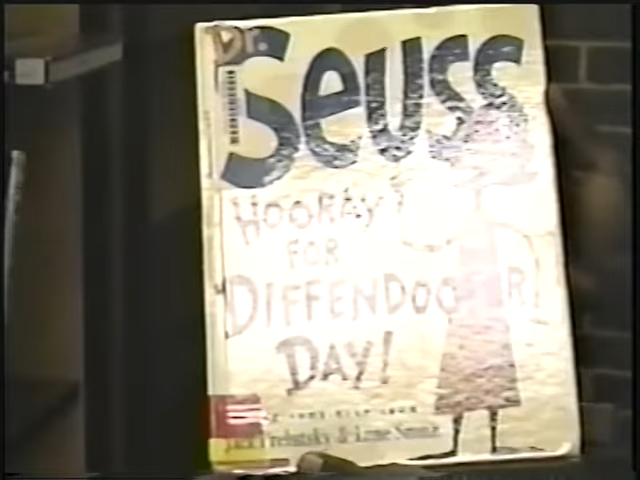 Dr.
Seuss
HOORAY
FOR
DIFFENDOOFER
DAY!
Jack Prelutsky & Lane Smith